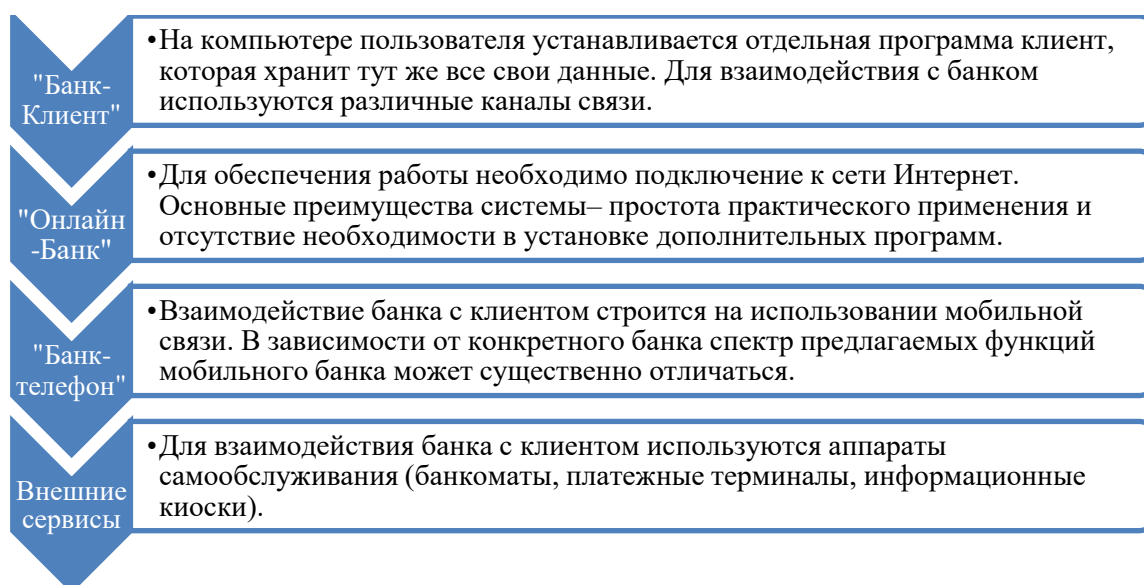 "Банк-
Клиент"
•На компьютере пользователя устанавливается отдельная программа клиент,
которая хранит тут же все свои данные. Для взаимодействия с банком
используются различные каналы связи.
"Онлайн
-Банк"
•Для обеспечения работы необходимо подключение к сети Интернет.
Основные преимущества системы– простота практического применения и
отсутствие необходимости в установке дополнительных программ.
"Банк-
телефон"
•Взаимодействие банка с клиентом строится на использовании мобильной
связи. В зависимости от конкретного банка спектр предлагаемых функций
мобильного банка может существенно отличаться.
Внешние
сервисы
•Для взаимодействия банка с клиентом используются аппараты
самообслуживания (банкоматы, платежные терминалы, информационные
киоски).